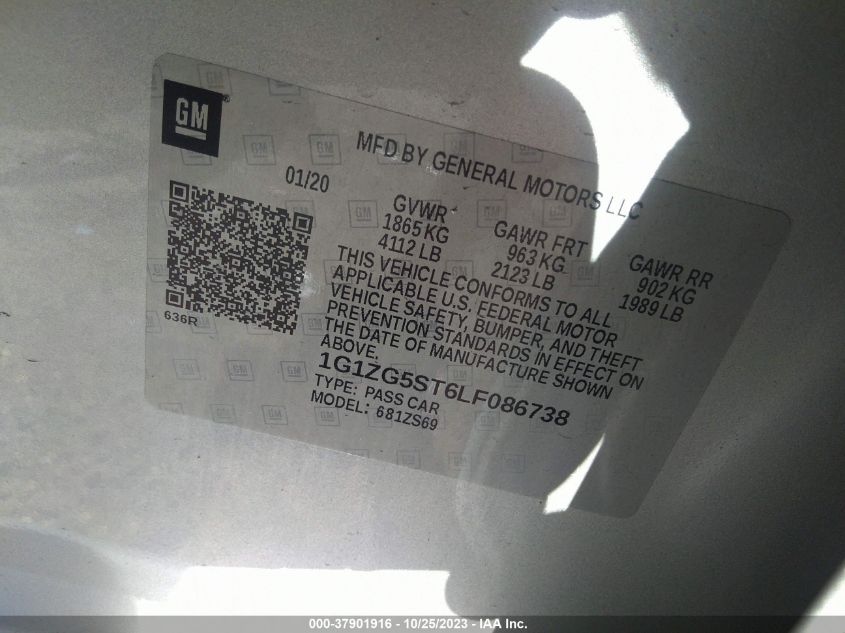 GM
MFD BY GENERAL MOTORS LLC
01/20
GVWR
1865 KG
4112 LB
GAWR FRT
963 KG
2123 LB
GAWR RR
902 KG
1989 LB
THIS VEHICLE CONFORMS TO ALL
APPLICABLE U.S. FEDERAL MOTOR
VEHICLE SAFETY, BUMPER, AND THEFT
PREVENTION STANDARDS IN EFFECT ON
THE DATE OF MANUFACTURE SHOWN
ABOVE.
636R
1G1ZG5ST6LF086738
TYPE: PASS CAR
MODEL: 681ZS69
000-37901916 - 10/25/2023 - IAA Inc.